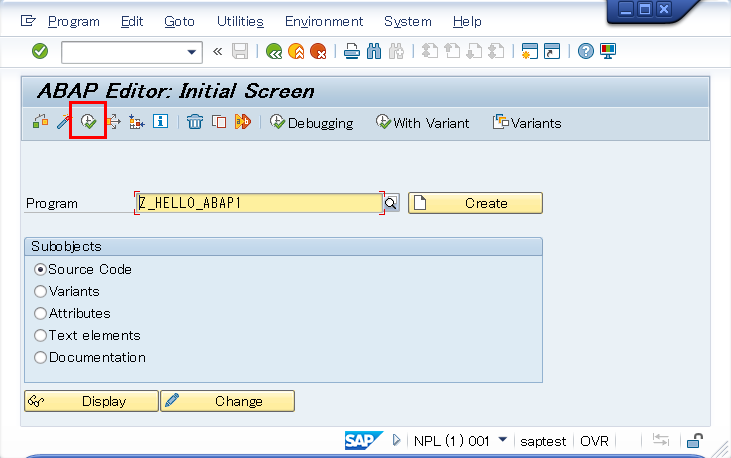 Program Edit Goto Utilities Environment System Help
ABAP Editor: Initial Screen
Debugging With Variant Variants
Program Z_HELLO_ABAP1 Create
Subobjects
Source Code
Variants
Attributes
Text elements
Documentation
Display Change
SAP NPL (1) 001 saptest OVR